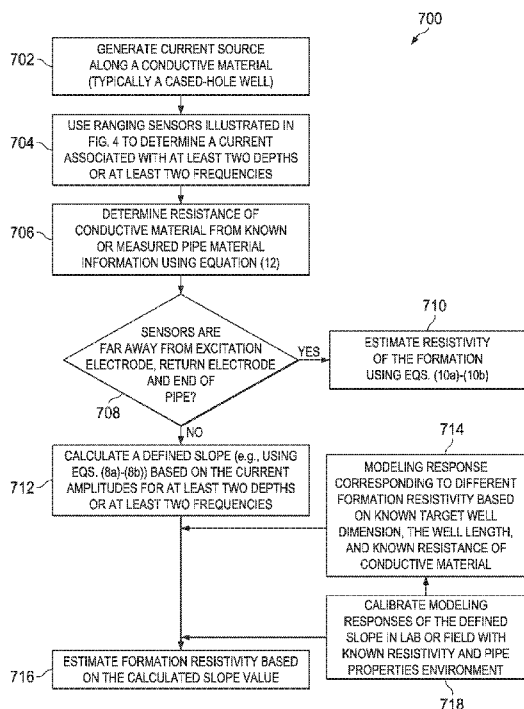 700
702
GENERATE CURRENT SOURCE
ALONG A CONDUCTIVE MATERIAL
(TYPICALLY A CASED-HOLE WELL)
704
USE RANGING SENSORS ILLUSTRATED IN
FIG. 4 TO DETERMINE A CURRENT
ASSOCIATED WITH AT LEAST TWO DEPTHS
OR AT LEAST TWO FREQUENCIES
706
DETERMINE RESISTANCE OF
CONDUCTIVE MATERIAL FROM KNOWN
OR MEASURED PIPE MATERIAL
INFORMATION USING EQUATION (12)
SENSORS ARE
FAR AWAY FROM EXCITATION
ELECTRODE, RETURN ELECTRODE
AND END OF
PIPE?
708
YES
710
ESTIMATE RESISTIVITY
OF THE FORMATION
USING EQS. (10a)-(10b)
NO
712
CALCULATE A DEFINED SLOPE (e.g., USING
EQS. (8a)-(8b)) BASED ON THE CURRENT
AMPLITUDES FOR AT LEAST TWO DEPTHS
OR AT LEAST TWO FREQUENCIES
714
MODELING RESPONSE
CORRESPONDING TO DIFFERENT
FORMATION RESISTIVITY BASED
ON KNOWN TARGET WELL
DIMENSION, THE WELL LENGTH,
AND KNOWN RESISTANCE OF
CONDUCTIVE MATERIAL
CALIBRATE MODELING
RESPONSES OF THE DEFINED
SLOPE IN LAB OR FIELD WITH
KNOWN RESISTIVITY AND PIPE
PROPERTIES ENVIRONMENT
718
716
ESTIMATE FORMATION RESISTIVITY BASED
ON THE CALCULATED SLOPE VALUE